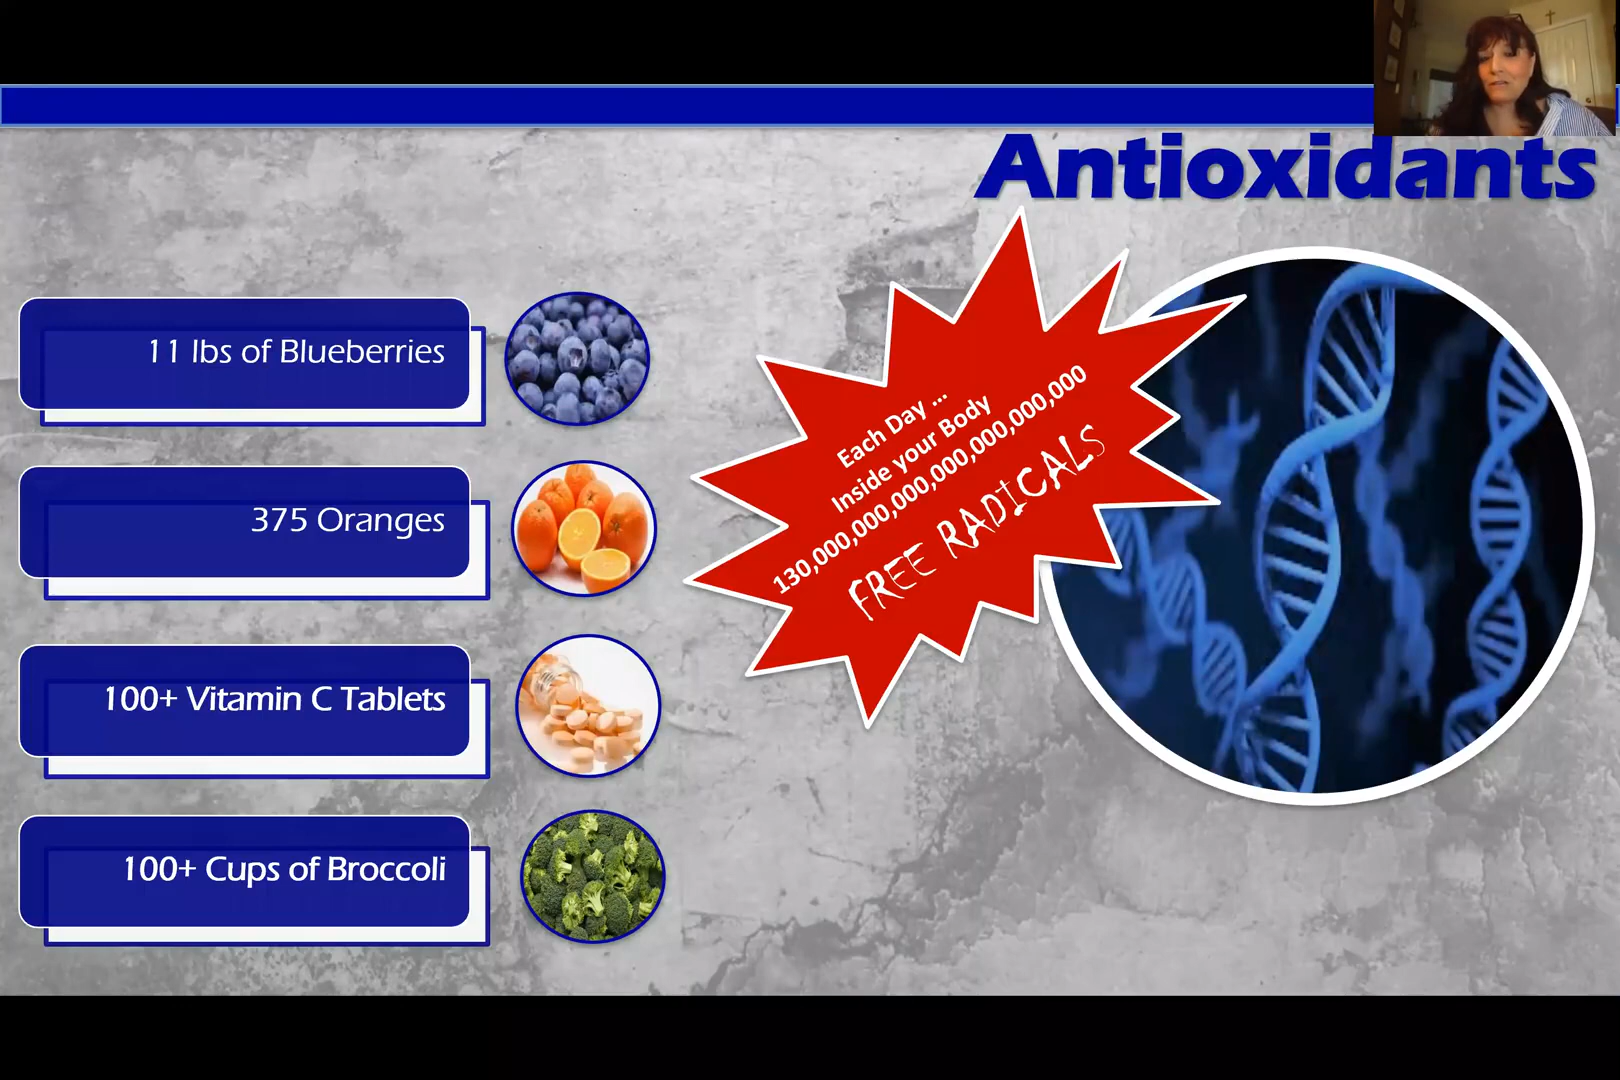 Antioxidants
11 lbs of Blueberries
375 Oranges
100+ Vitamin C Tablets
100+ Cups of Broccoli
Each Day ...
Inside your Body
130,000,000,000,000,000,000,000,000
FREE RADICALS